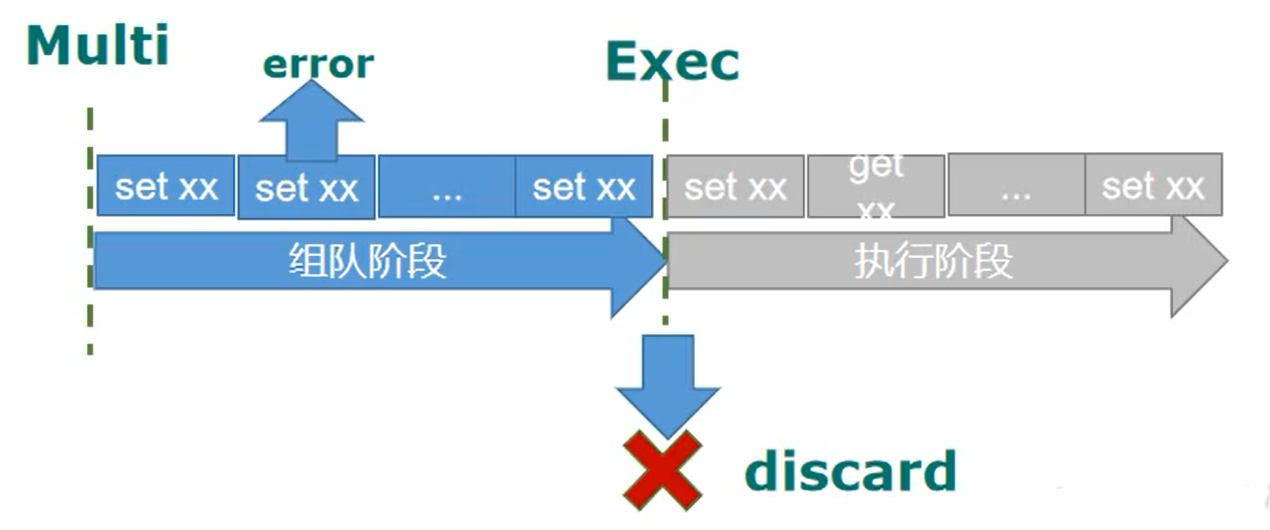 Multi
error
Exec
set xx
set xx
...
set xx
set xx
get
xx
...
set xx
组队阶段
执行阶段
discard